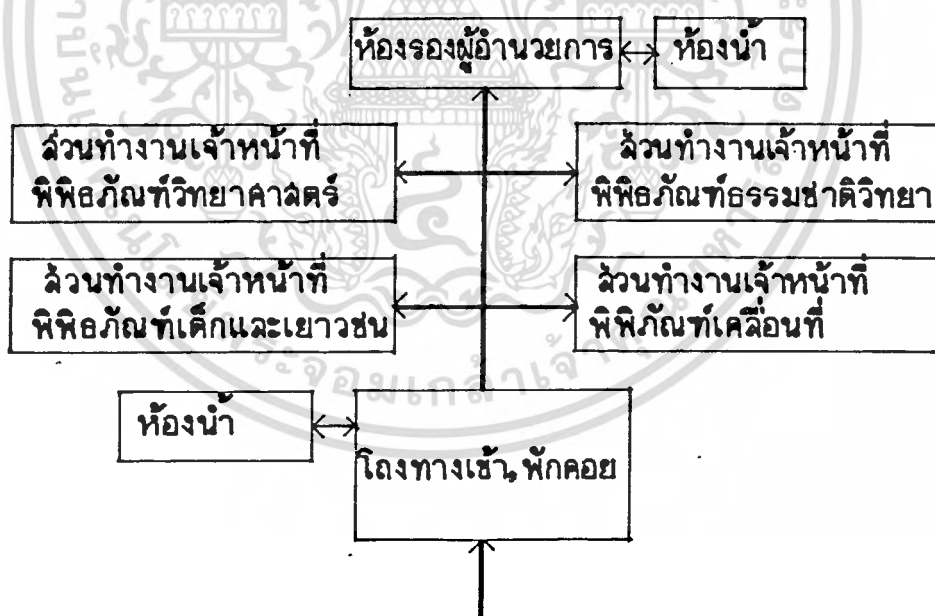 ห้องรองผู้อำนวยการ
ห้องน้ำ
ส่วนทำงานเจ้าหน้าที่
พิพิธภัณฑ์วิทยาศาสตร์
ส่วนทำงานเจ้าหน้าที่
พิพิธภัณฑ์ธรรมชาติวิทยา
ส่วนทำงานเจ้าหน้าที่
พิพิธภัณฑ์เด็กและเยาวชน
ส่วนทำงานเจ้าหน้าที่
พิพิภัณฑ์เคลื่อนที่
ห้องน้ำ
โถงทางเข้า, พักคอย